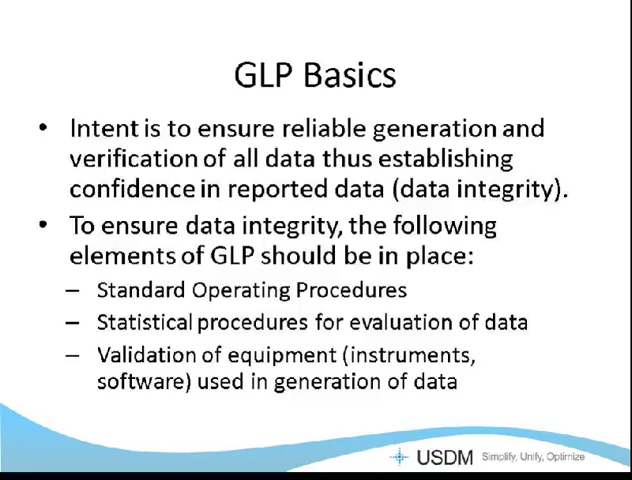 GLP Basics
• Intent is to ensure reliable generation and
verification of all data thus establishing
confidence in reported data (data integrity).
• To ensure data integrity, the following
elements of GLP should be in place:
– Standard Operating Procedures
– Statistical procedures for evaluation of data
– Validation of equipment (instruments,
software) used in generation of data
USDM Simplify, Unify, Optimize